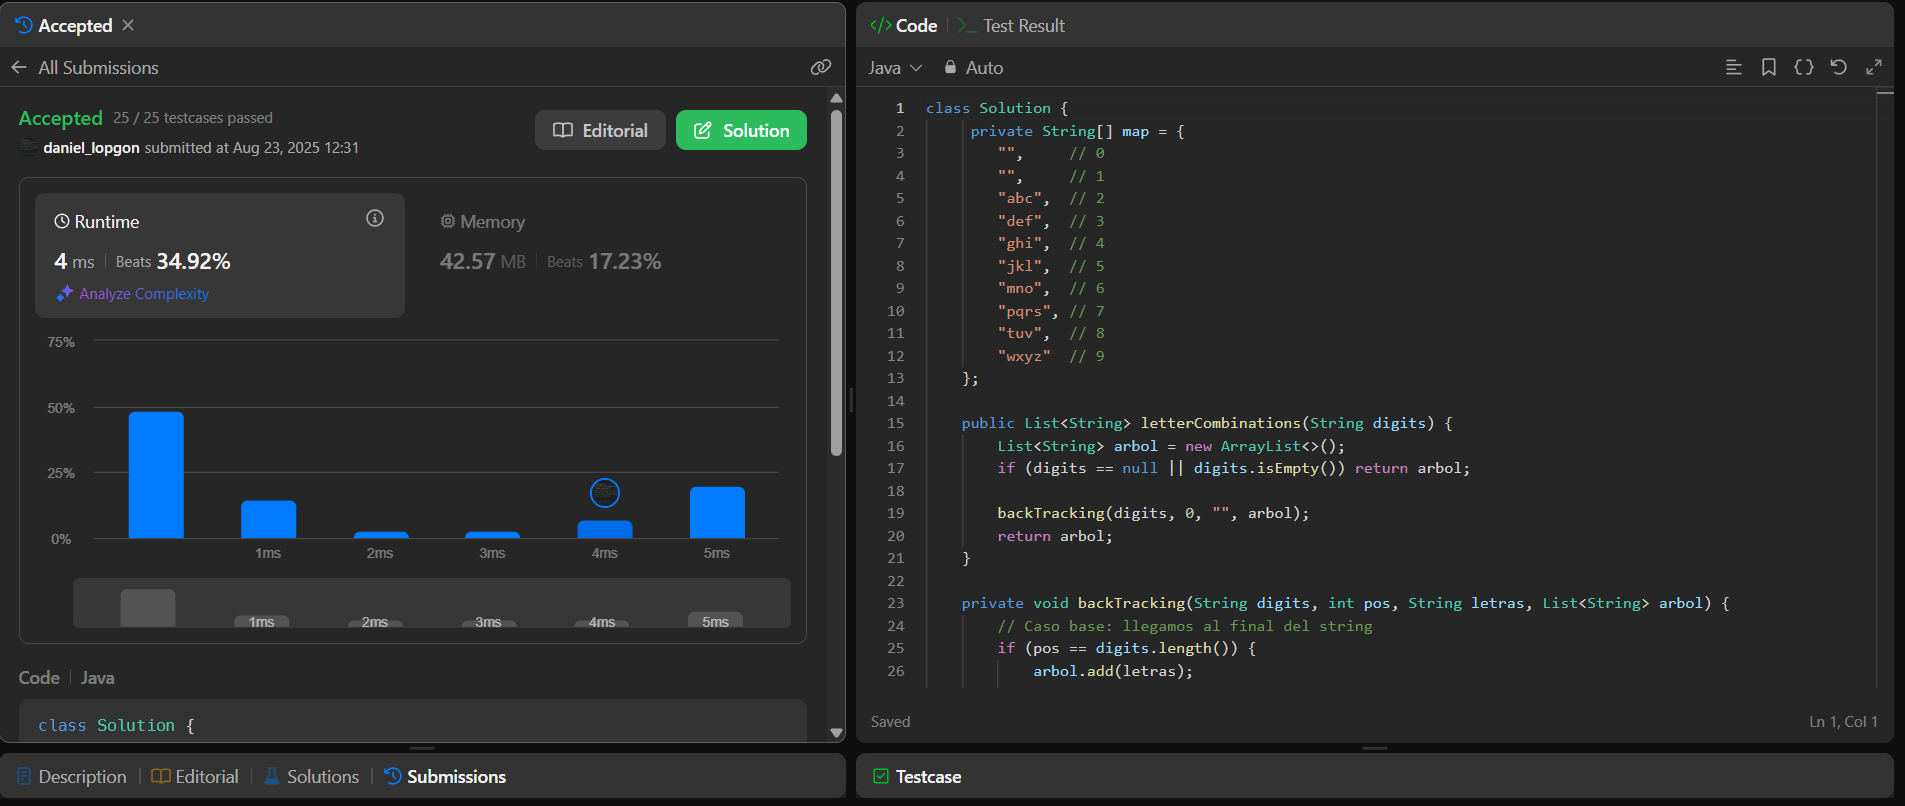 Accepted
All Submissions
Accepted 25 / 25 testcases passed
daniel_lopgon submitted at Aug 23, 2025 12:31
Editorial
Solution
Runtime
4 ms Beats 34.92%
Analyze Complexity
Memory
42.57 MB Beats 17.23%
75%
50%
25%
0%
1ms 2ms 3ms 4ms 5ms
1ms 2ms 3ms 4ms 5ms
Code Java
class Solution {
Description Editorial Solutions Submissions
Code Test Result
Java Auto
1 class Solution {
2 private String[] map = {
3 "", // 0
4 "", // 1
5 "abc", // 2
6 "def", // 3
7 "ghi", // 4
8 "jkl", // 5
9 "mno", // 6
10 "pqrs", // 7
11 "tuv", // 8
12 "wxyz" // 9
13 };
14
15 public List<String> letterCombinations(String digits) {
16 List<String> arbol = new ArrayList<>();
17 if (digits == null || digits.isEmpty()) return arbol;
18
19 backTracking(digits, 0, "", arbol);
20 return arbol;
21 }
22
23 private void backTracking(String digits, int pos, String letras, List<String> arbol) {
24 // Caso base: llegamos al final del string
25 if (pos == digits.length()) {
26 arbol.add(letras);
Saved
Ln 1, Col 1
Testcase